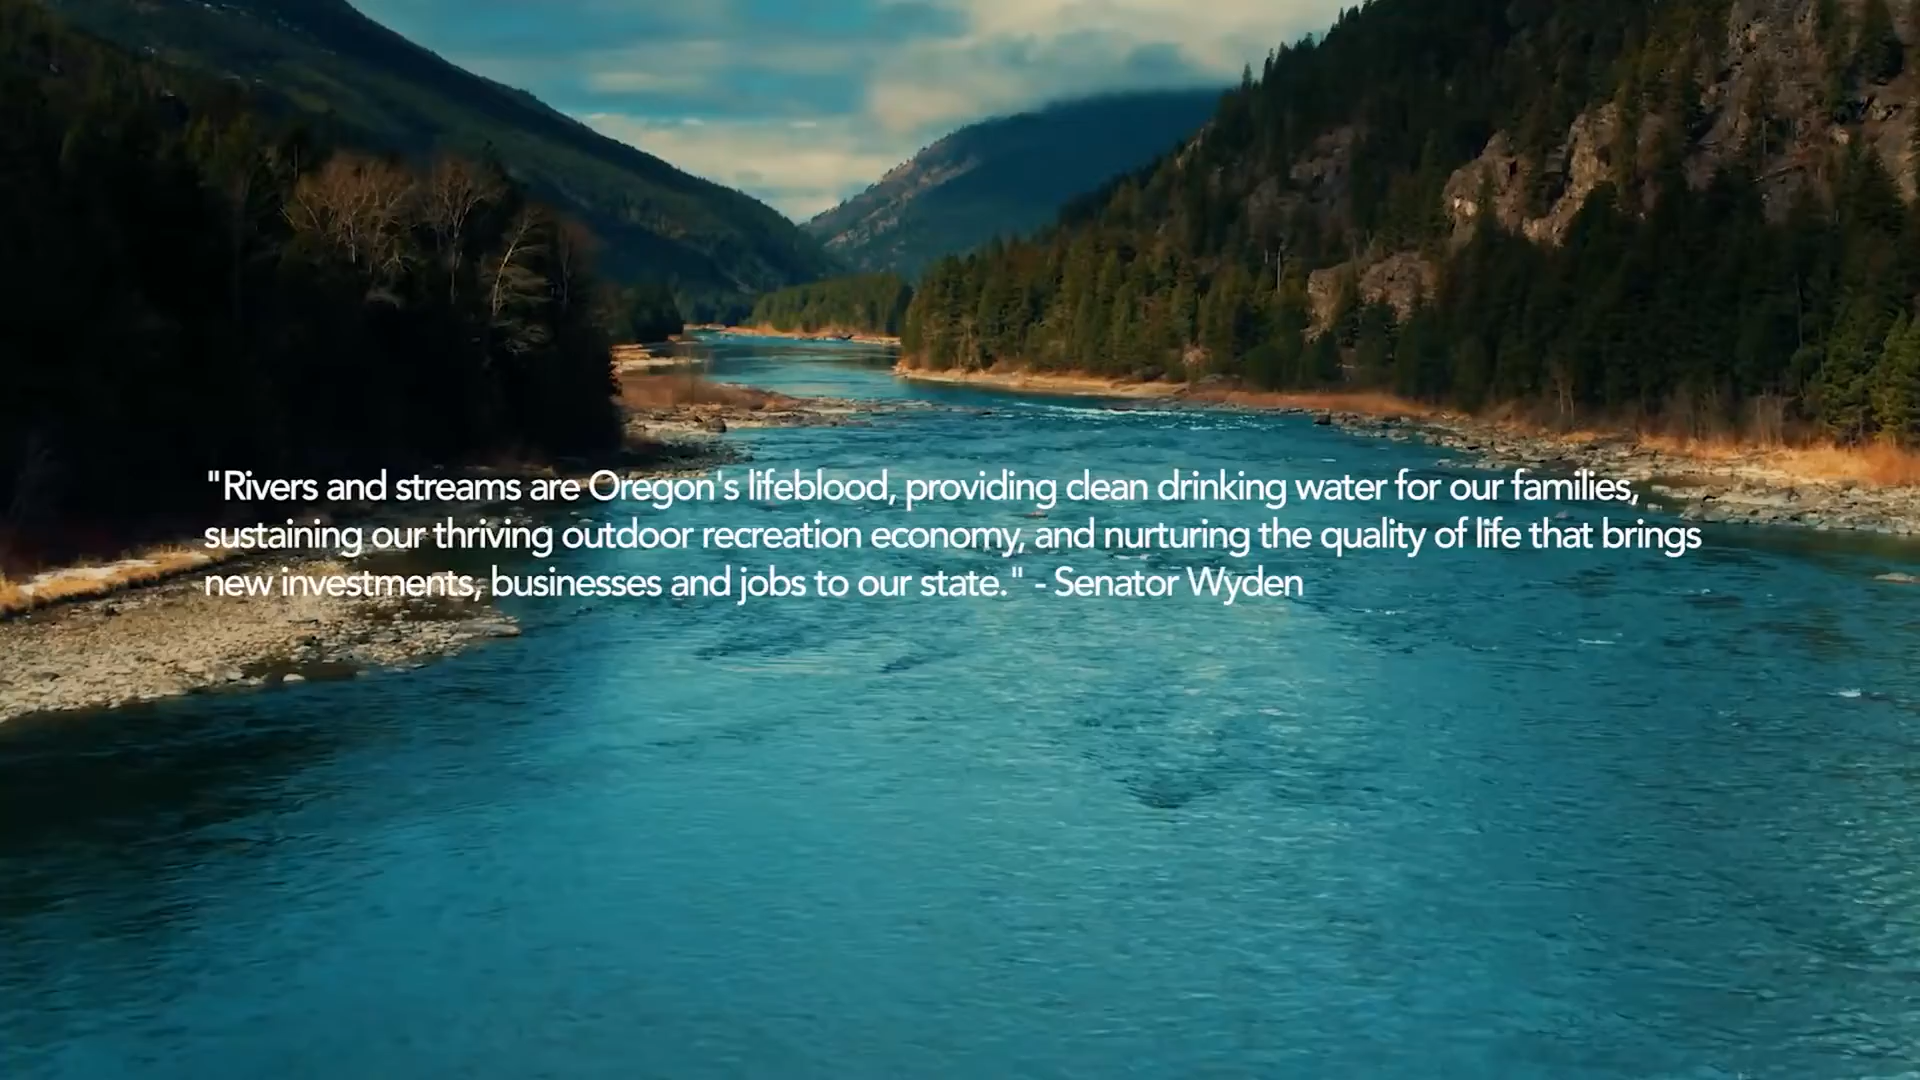 "Rivers and streams are Oregon's lifeblood, providing clean drinking water for our families,
sustaining our thriving outdoor recreation economy, and nurturing the quality of life that brings
new investments, businesses and jobs to our state." - Senator Wyden